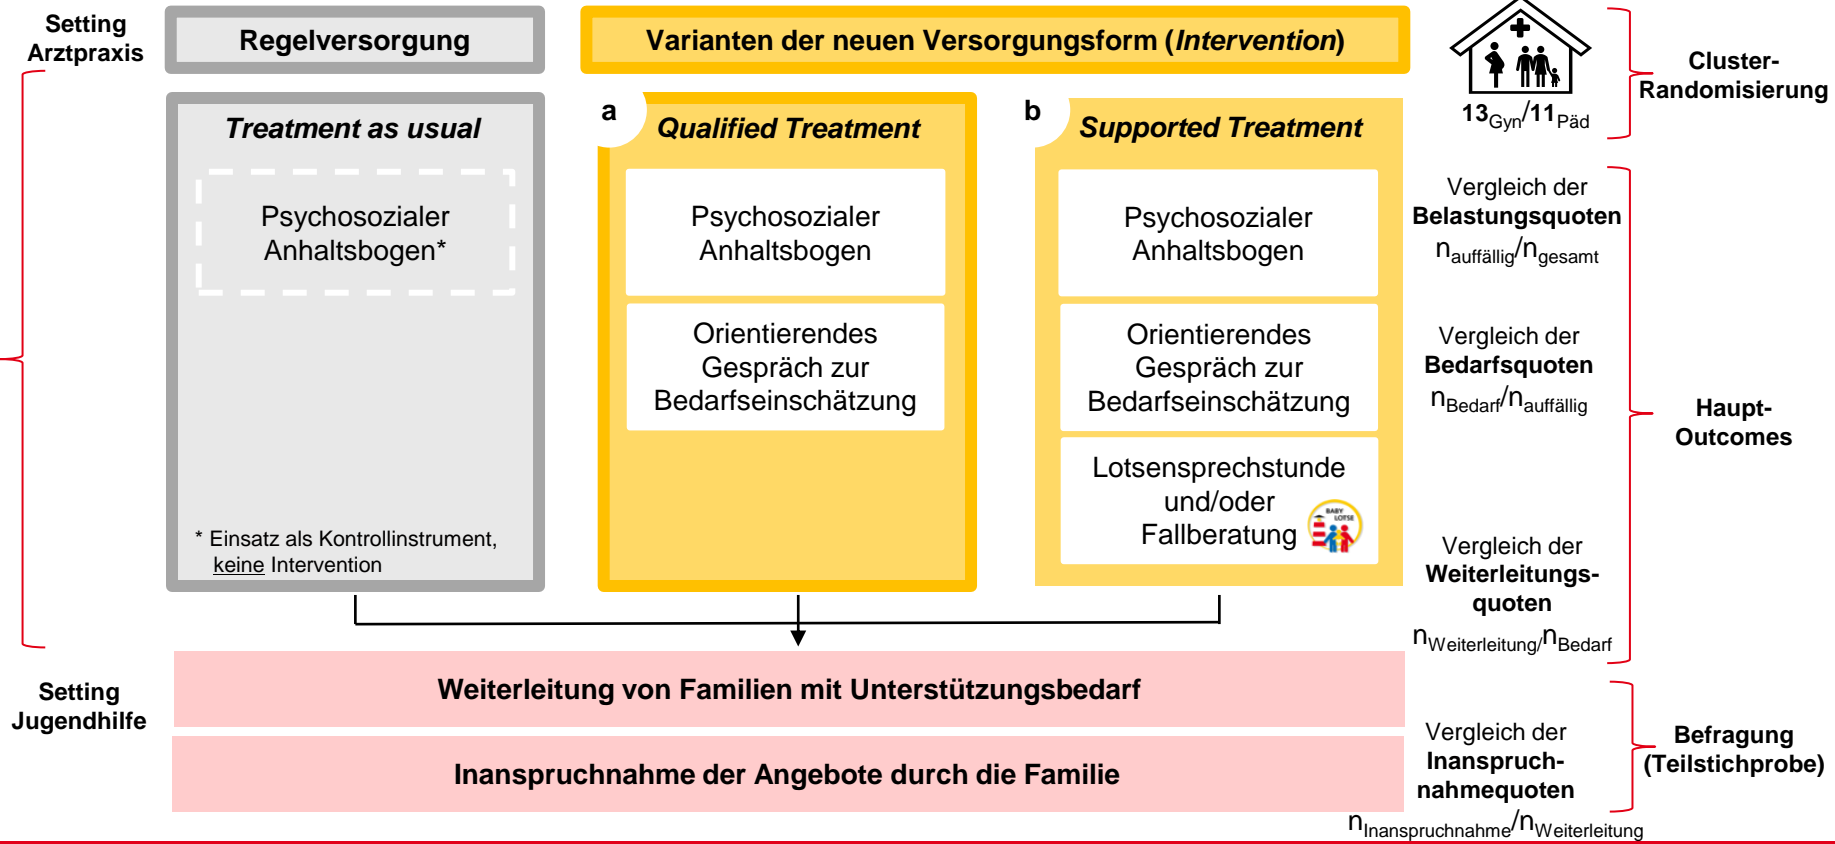 Setting
Arztpraxis
Regelversorgung
Varianten der neuen Versorgungsform (Intervention)
Cluster-
Randomisierung
13Gyn/11Päd
Treatment as usual
Psychosozialer
Anhaltsbogen*
* Einsatz als Kontrollinstrument,
keine Intervention
a
Qualified Treatment
Psychosozialer
Anhaltsbogen
Orientierendes
Gespräch zur
Bedarfseinschätzung
b
Supported Treatment
Psychosozialer
Anhaltsbogen
Orientierendes
Gespräch zur
Bedarfseinschätzung
Lotsensprechstunde
und/oder
Fallberatung
BABY
LOTSE
Vergleich der
Belastungsquoten
nauffällig/ngesamt
Vergleich der
Bedarfsquoten
nBedarf/nauffällig
Vergleich der
Weiterleitungs-
quoten
nWeiterleitung/nBedarf
Haupt-
Outcomes
Setting
Jugendhilfe
Weiterleitung von Familien mit Unterstützungsbedarf
Inanspruchnahme der Angebote durch die Familie
Vergleich der
Inanspruch-
nahmequoten
nInanspruchnahme/nWeiterleitung
Befragung
(Teilstichprobe)